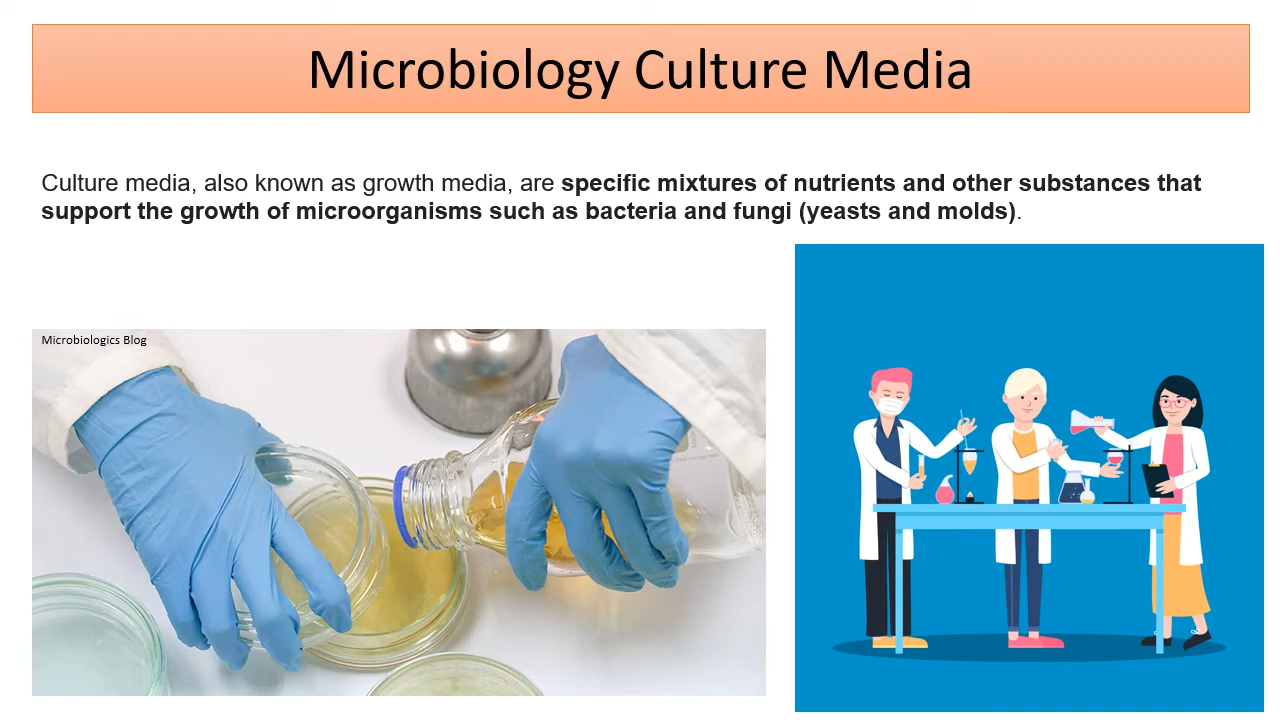 Microbiology Culture Media
Culture media, also known as growth media, are specific mixtures of nutrients and other substances that
support the growth of microorganisms such as bacteria and fungi (yeasts and molds).
Microbiologics Blog